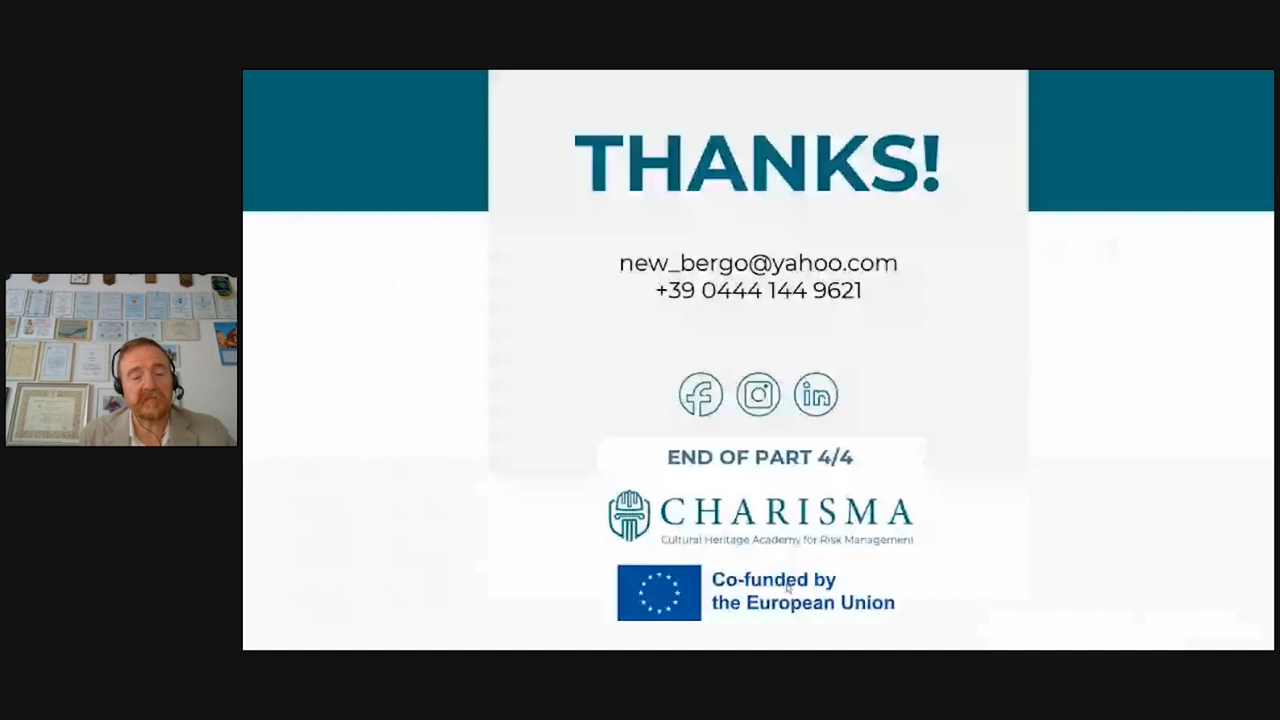 THANKS!
new_bergo@yahoo.com
+39 0444 144 9621
END OF PART 4/4
CHARISMA
Cultural Heritage Academy for Risk Management
Co-funded by
the European Union